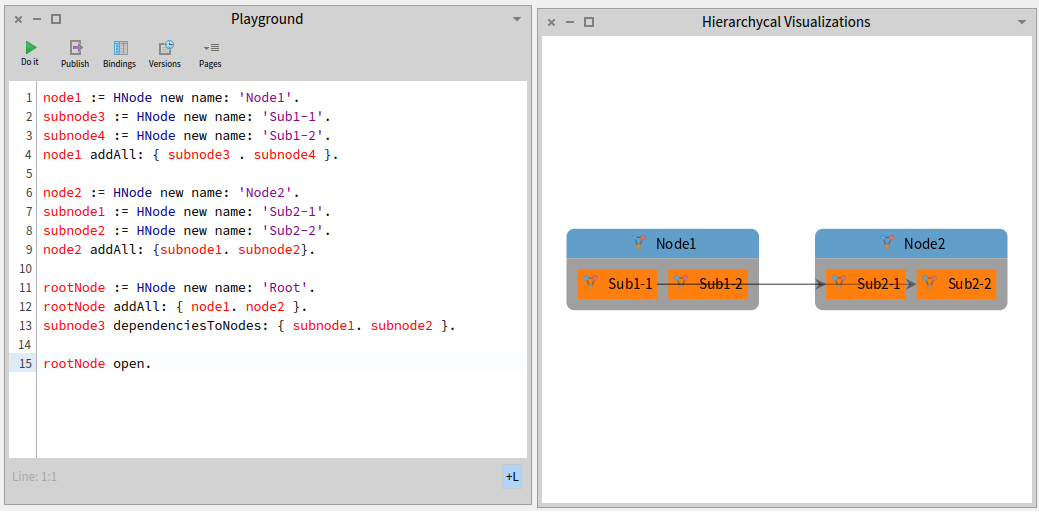 Playground
Do it Publish Bindings Versions Pages
1 node1 := HNode new name: 'Node1'.
2 subnode3 := HNode new name: 'Sub1-1'.
3 subnode4 := HNode new name: 'Sub1-2'.
4 node1 addAll: { subnode3 . subnode4 }.
5
6 node2 := HNode new name: 'Node2'.
7 subnode1 := HNode new name: 'Sub2-1'.
8 subnode2 := HNode new name: 'Sub2-2'.
9 node2 addAll: {subnode1. subnode2}.
10
11 rootNode := HNode new name: 'Root'.
12 rootNode addAll: { node1. node2 }.
13 subnode3 dependenciesToNodes: { subnode1. subnode2 }.
14
15 rootNode open.
Line: 1:1 +L
Hierarchycal Visualizations
Node1
Sub1-1 Sub1-2
Node2
Sub2-1 Sub2-2